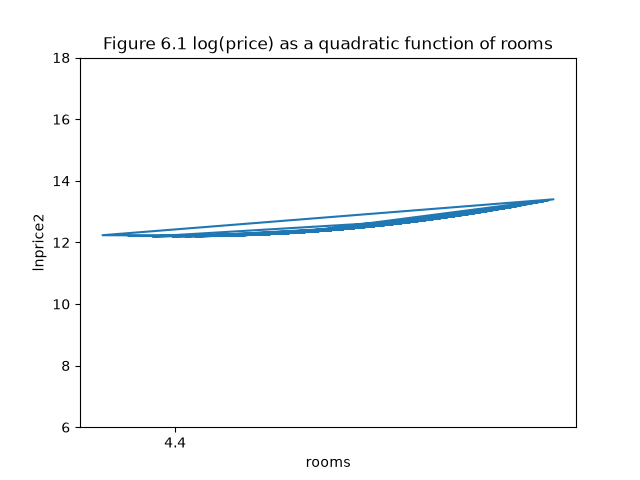 Figure 6.1 log(price) as a quadratic function of rooms
18
16
14
12
10
8
6
lnprice2
4.4
rooms